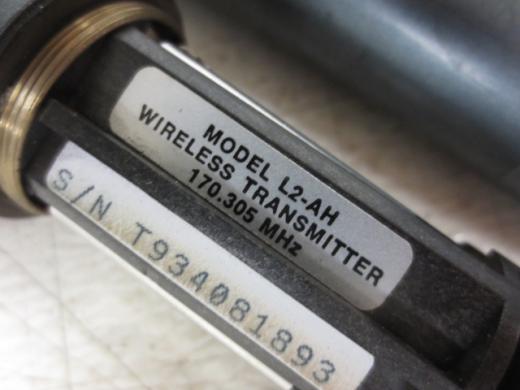 MODEL L2-AH
WIRELESS TRANSMITTER
170.305 MHz
S/N T934081893